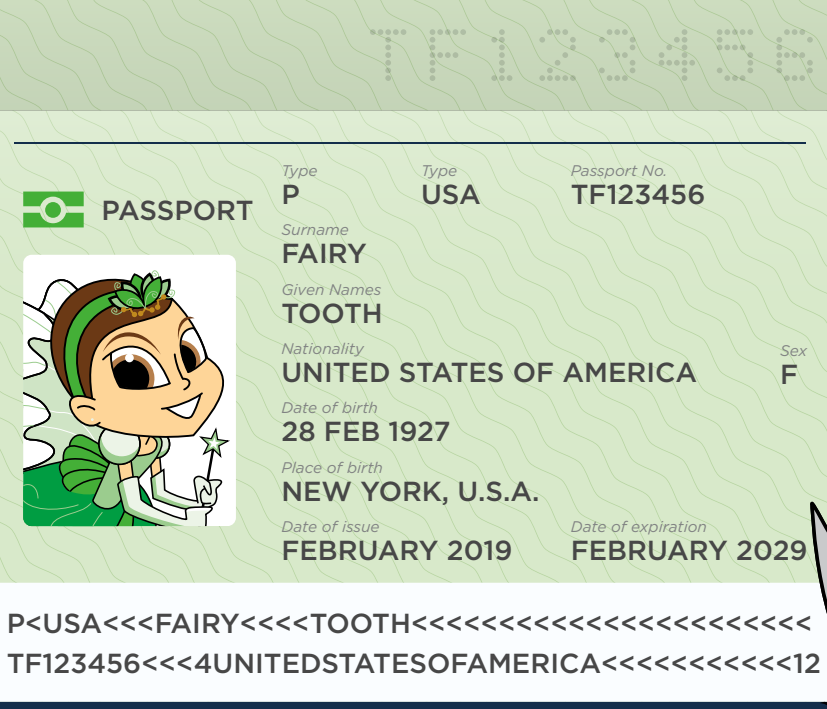 TF123456
Type Type Passport No.
P USA TF123456
PASSPORT
Surname
FAIRY
Given Names
TOOTH
Nationality Sex
UNITED STATES OF AMERICA F
Date of birth
28 FEB 1927
Place of birth
NEW YORK, U.S.A.
Date of issue Date of expiration
FEBRUARY 2019 FEBRUARY 2029
P<USA<<<FAIRY<<<<TOOTH<<<<<<<<<<<<<<<<<<<<<<<
TF123456<<<4UNITEDSTATESOFAMERICA<<<<<<<<<<<12